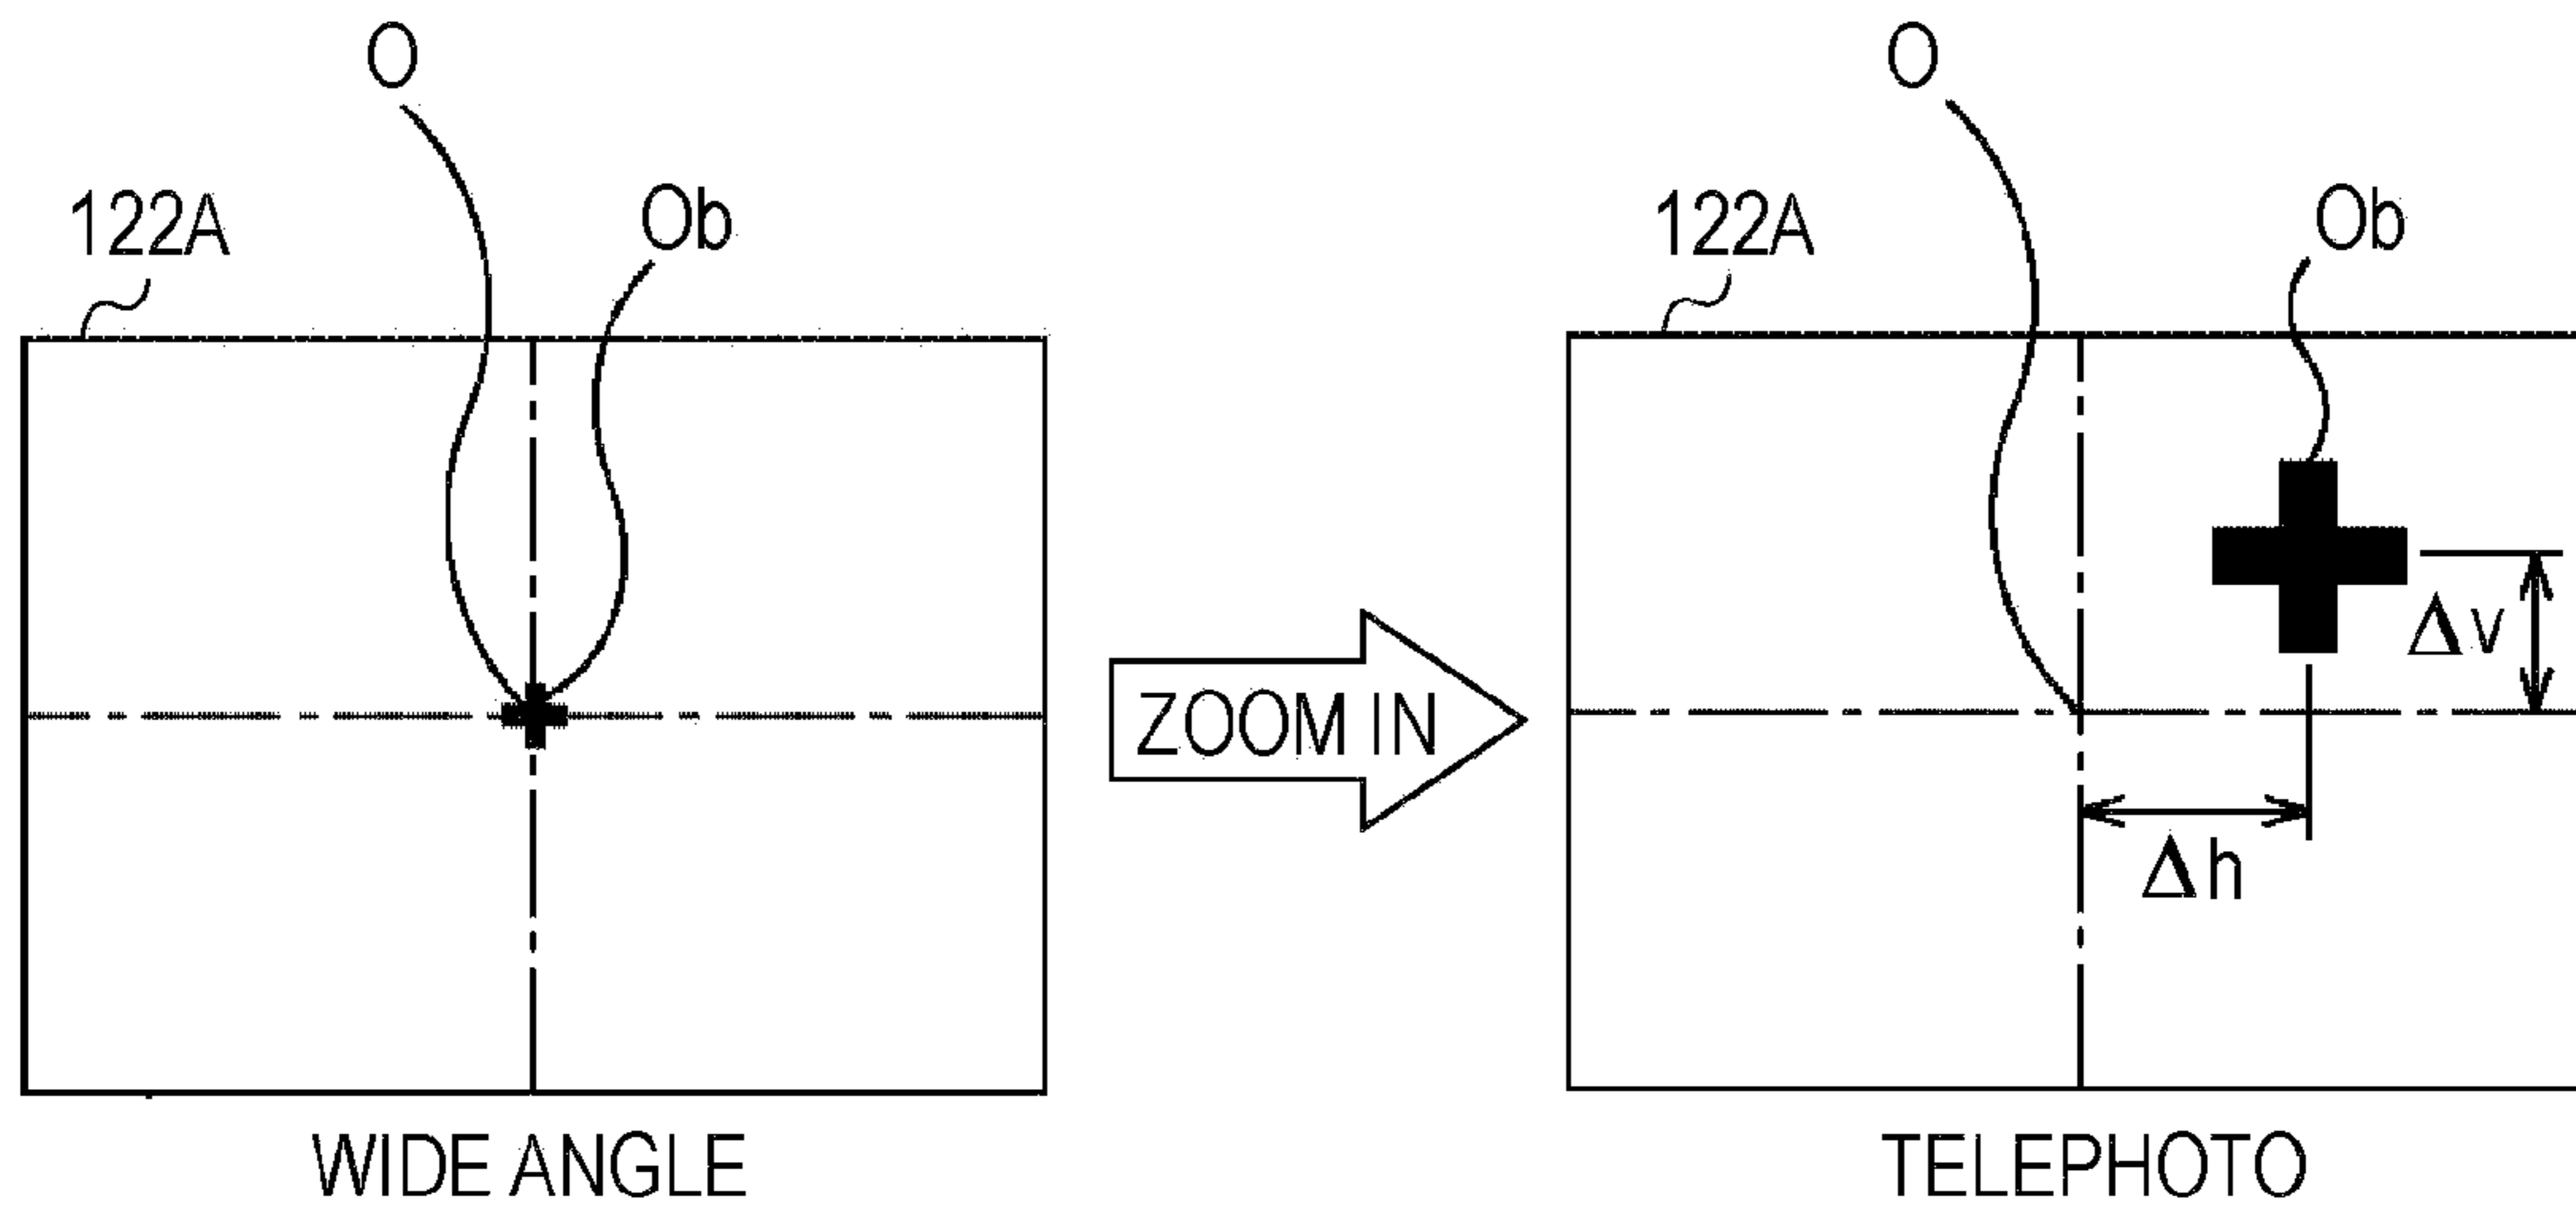 O
O
122A
Ob
122A
Ob
ZOOM IN
Δv
Δh
WIDE ANGLE
TELEPHOTO